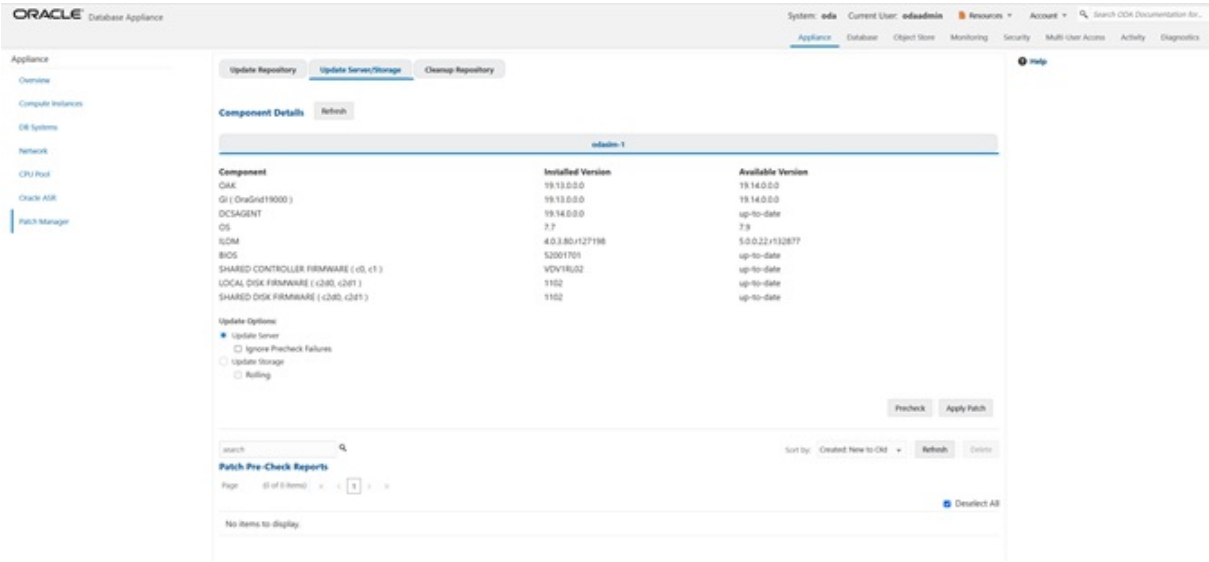 ORACLE Database Appliance
System: oda Current User: odaadmin Resources Account Search ODA Documentation for...
Appliance Database Object Store Monitoring Security Multi-User Access Activity Diagnostics
Appliance
Overview
Compute Instances
DB Systems
Network
CPU Pool
Oracle ASR
Patch Manager
Update Repository Update Server/Storage Cleanup Repository
Help
Component Details Refresh
odasim-1
Component Installed Version Available Version
OAK 19.13.0.0.0 19.14.0.0.0
GI ( OraGrid19000 ) 19.13.0.0.0 19.14.0.0.0
DCSAGENT 19.14.0.0.0 up-to-date
OS 7.7 7.9
ILOM 4.0.3.80.r127198 5.0.0.22.r132877
BIOS 52001701 up-to-date
SHARED CONTROLLER FIRMWARE ( c0, c1 ) VDV1RL02 up-to-date
LOCAL DISK FIRMWARE ( c2d0, c2d1 ) 1102 up-to-date
SHARED DISK FIRMWARE ( c2d0, c2d1 ) 1102 up-to-date
Update Options:
Update Server
Ignore Precheck Failures
Update Storage
Rolling
Precheck Apply Patch
search Sort by: Created: New to Old Refresh Delete
Patch Pre-Check Reports
Page (0 of 0 items) 1
Deselect All
No items to display.